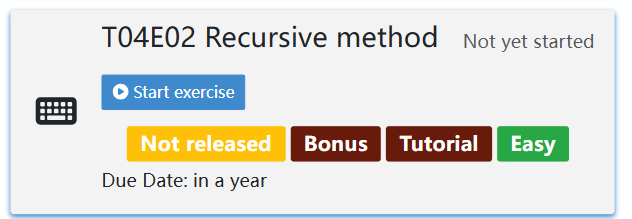 T04E02 Recursive method Not yet started
Start exercise
Not released Bonus Tutorial Easy
Due Date: in a year